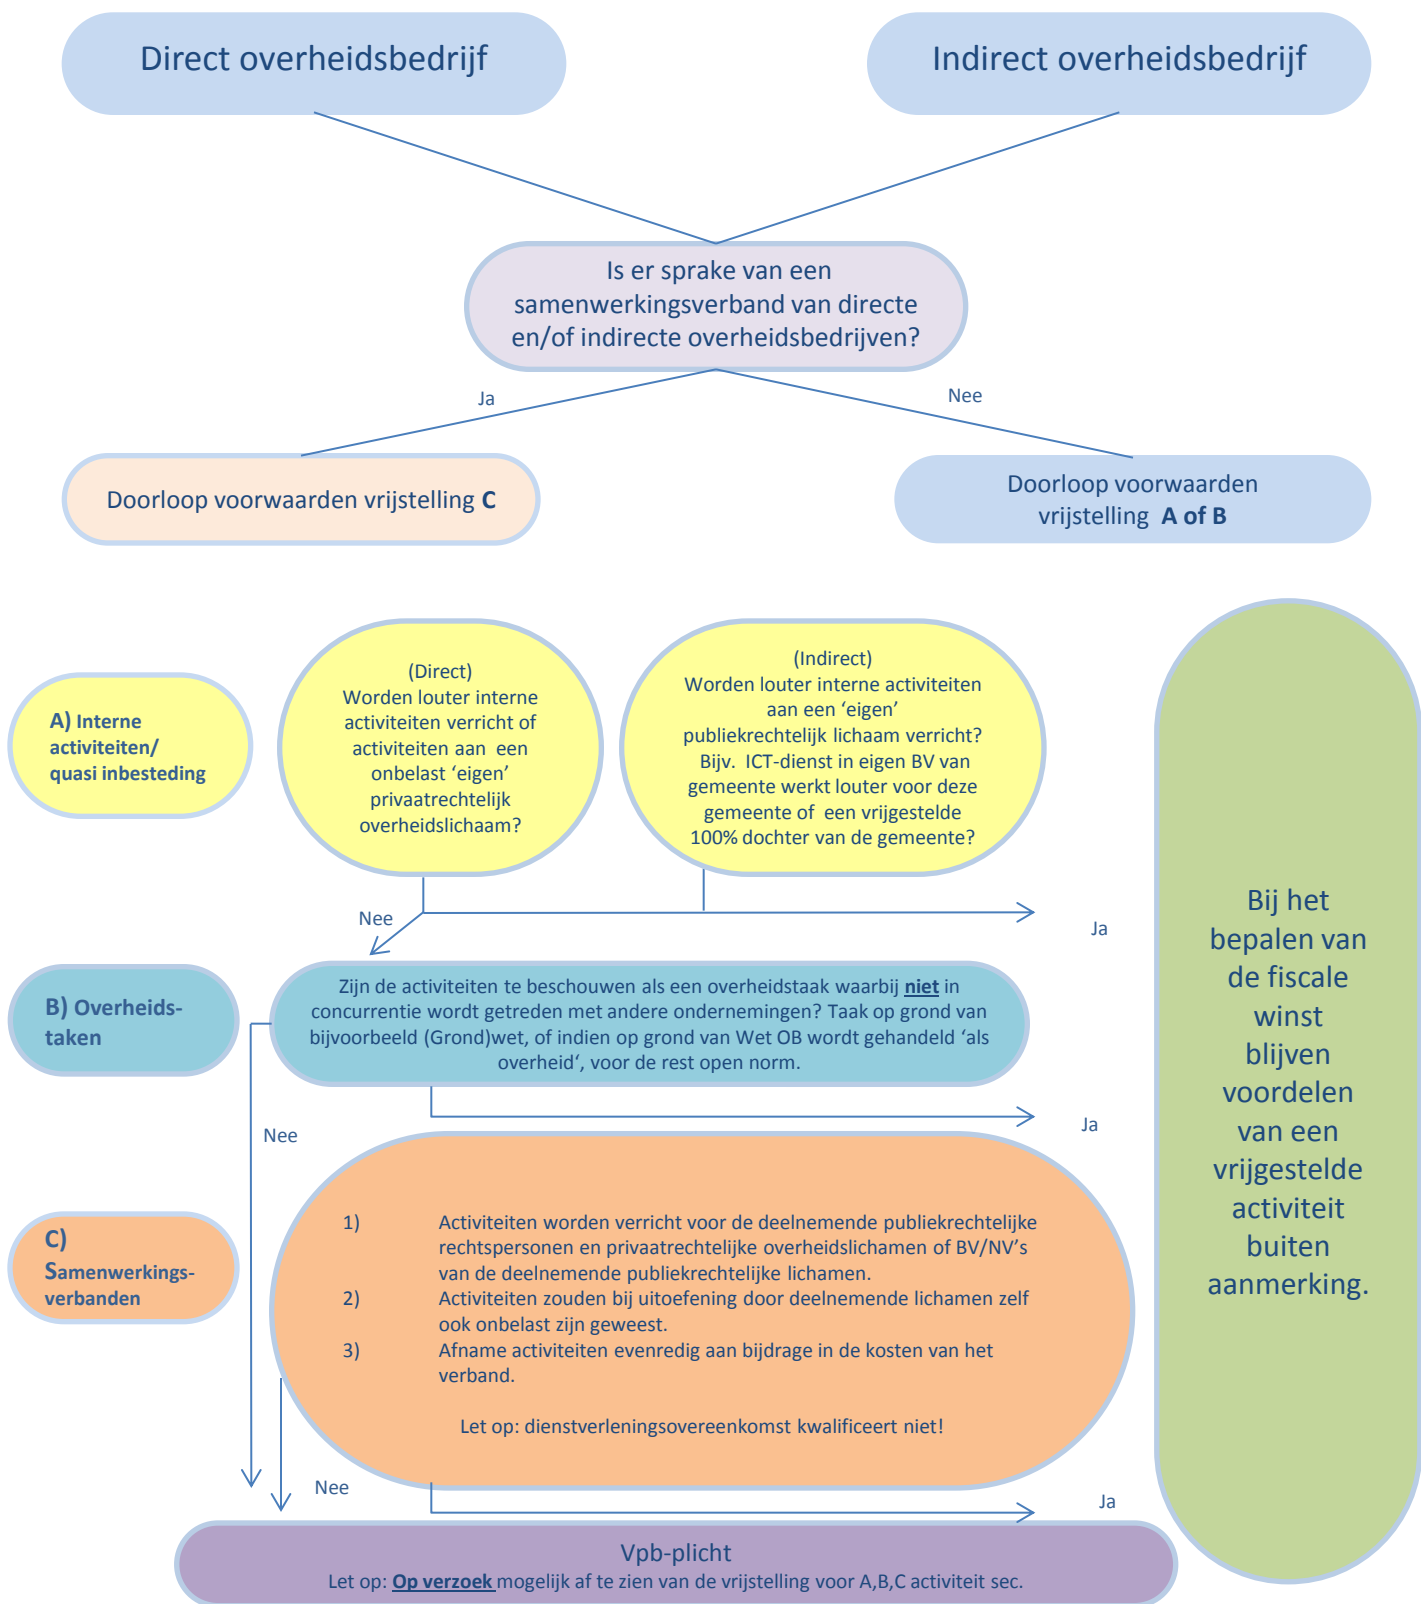 Direct overheidsbedrijf
Indirect overheidsbedrijf
Is er sprake van een
samenwerkingsverband van directe
en/of indirecte overheidsbedrijven?
Ja
Nee
Doorloop voorwaarden vrijstelling C
Doorloop voorwaarden
vrijstelling A of B
A) Interne
activiteiten/
quasi inbesteding
(Direct)
Worden louter interne
activiteiten verricht of
activiteiten aan een
onbelast ‘eigen’
privaatrechtelijk
overheidslichaam?
(Indirect)
Worden louter interne activiteiten
aan een ‘eigen’
publiekrechtelijk lichaam verricht?
Bijv. ICT-dienst in eigen BV van
gemeente werkt louter voor deze
gemeente of een vrijgestelde
100% dochter van de gemeente?
Nee
Ja
B) Overheids-
taken
Zijn de activiteiten te beschouwen als een overheidstaak waarbij niet in
concurrentie wordt getreden met andere ondernemingen? Taak op grond van
bijvoorbeeld (Grond)wet, of indien op grond van Wet OB wordt gehandeld ‘als
overheid‘, voor de rest open norm.
Nee
Ja
C)
Samenwerkings-
verbanden
1) Activiteiten worden verricht voor de deelnemende publiekrechtelijke
rechtspersonen en privaatrechtelijke overheidslichamen of BV/NV’s
van de deelnemende publiekrechtelijke lichamen.
2) Activiteiten zouden bij uitoefening door deelnemende lichamen zelf
ook onbelast zijn geweest.
3) Afname activiteiten evenredig aan bijdrage in de kosten van het
verband.
Let op: dienstverleningsovereenkomst kwalificeert niet!
Nee
Ja
Vpb-plicht
Let op: Op verzoek mogelijk af te zien van de vrijstelling voor A,B,C activiteit sec.
Bij het
bepalen van
de fiscale
winst
blijven
voordelen
van een
vrijgestelde
activiteit
buiten
aanmerking.